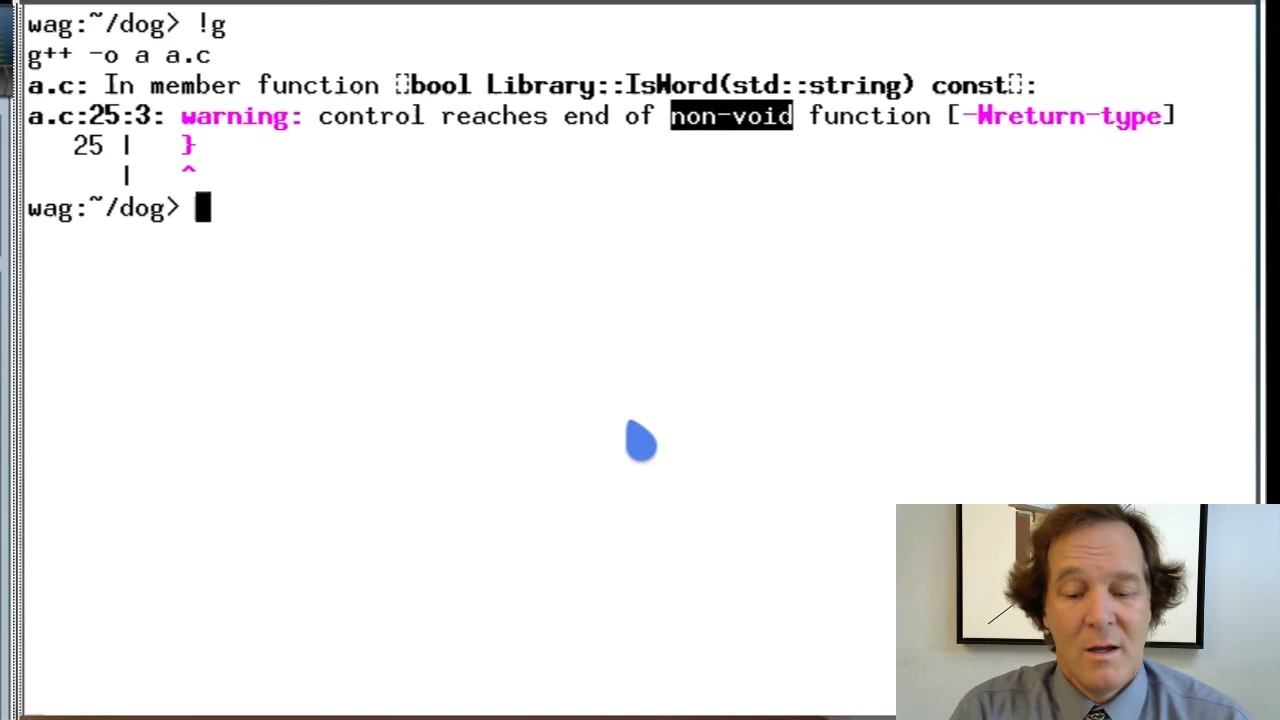 wag:~/dog> !g
g++ -o a a.c
a.c: In member function bool Library::IsWord(std::string) const:
a.c:25:3: warning: control reaches end of non-void function [-Wreturn-type]
25 | }
| ^
wag:~/dog>